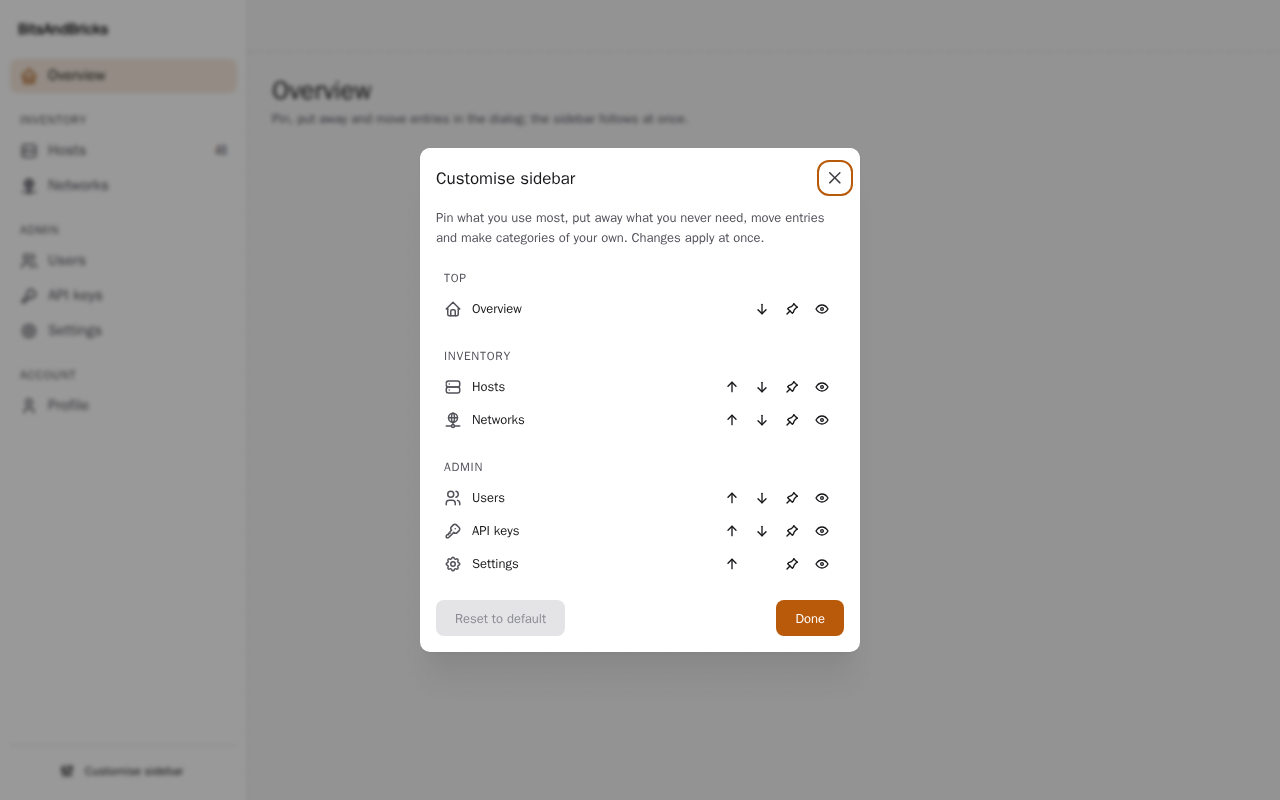 BitsAndBricks
Overview
INVENTORY
Hosts
Networks
ADMIN
Users
API keys
Settings
ACCOUNT
Profile
Customise sidebar
Overview
Pin, put away and move entries in the dialog; the sidebar follows at once.
Customise sidebar
Pin what you use most, put away what you never need, move entries
and make categories of your own. Changes apply at once.
TOP
Overview
INVENTORY
Hosts
Networks
ADMIN
Users
API keys
Settings
Reset to default
Done